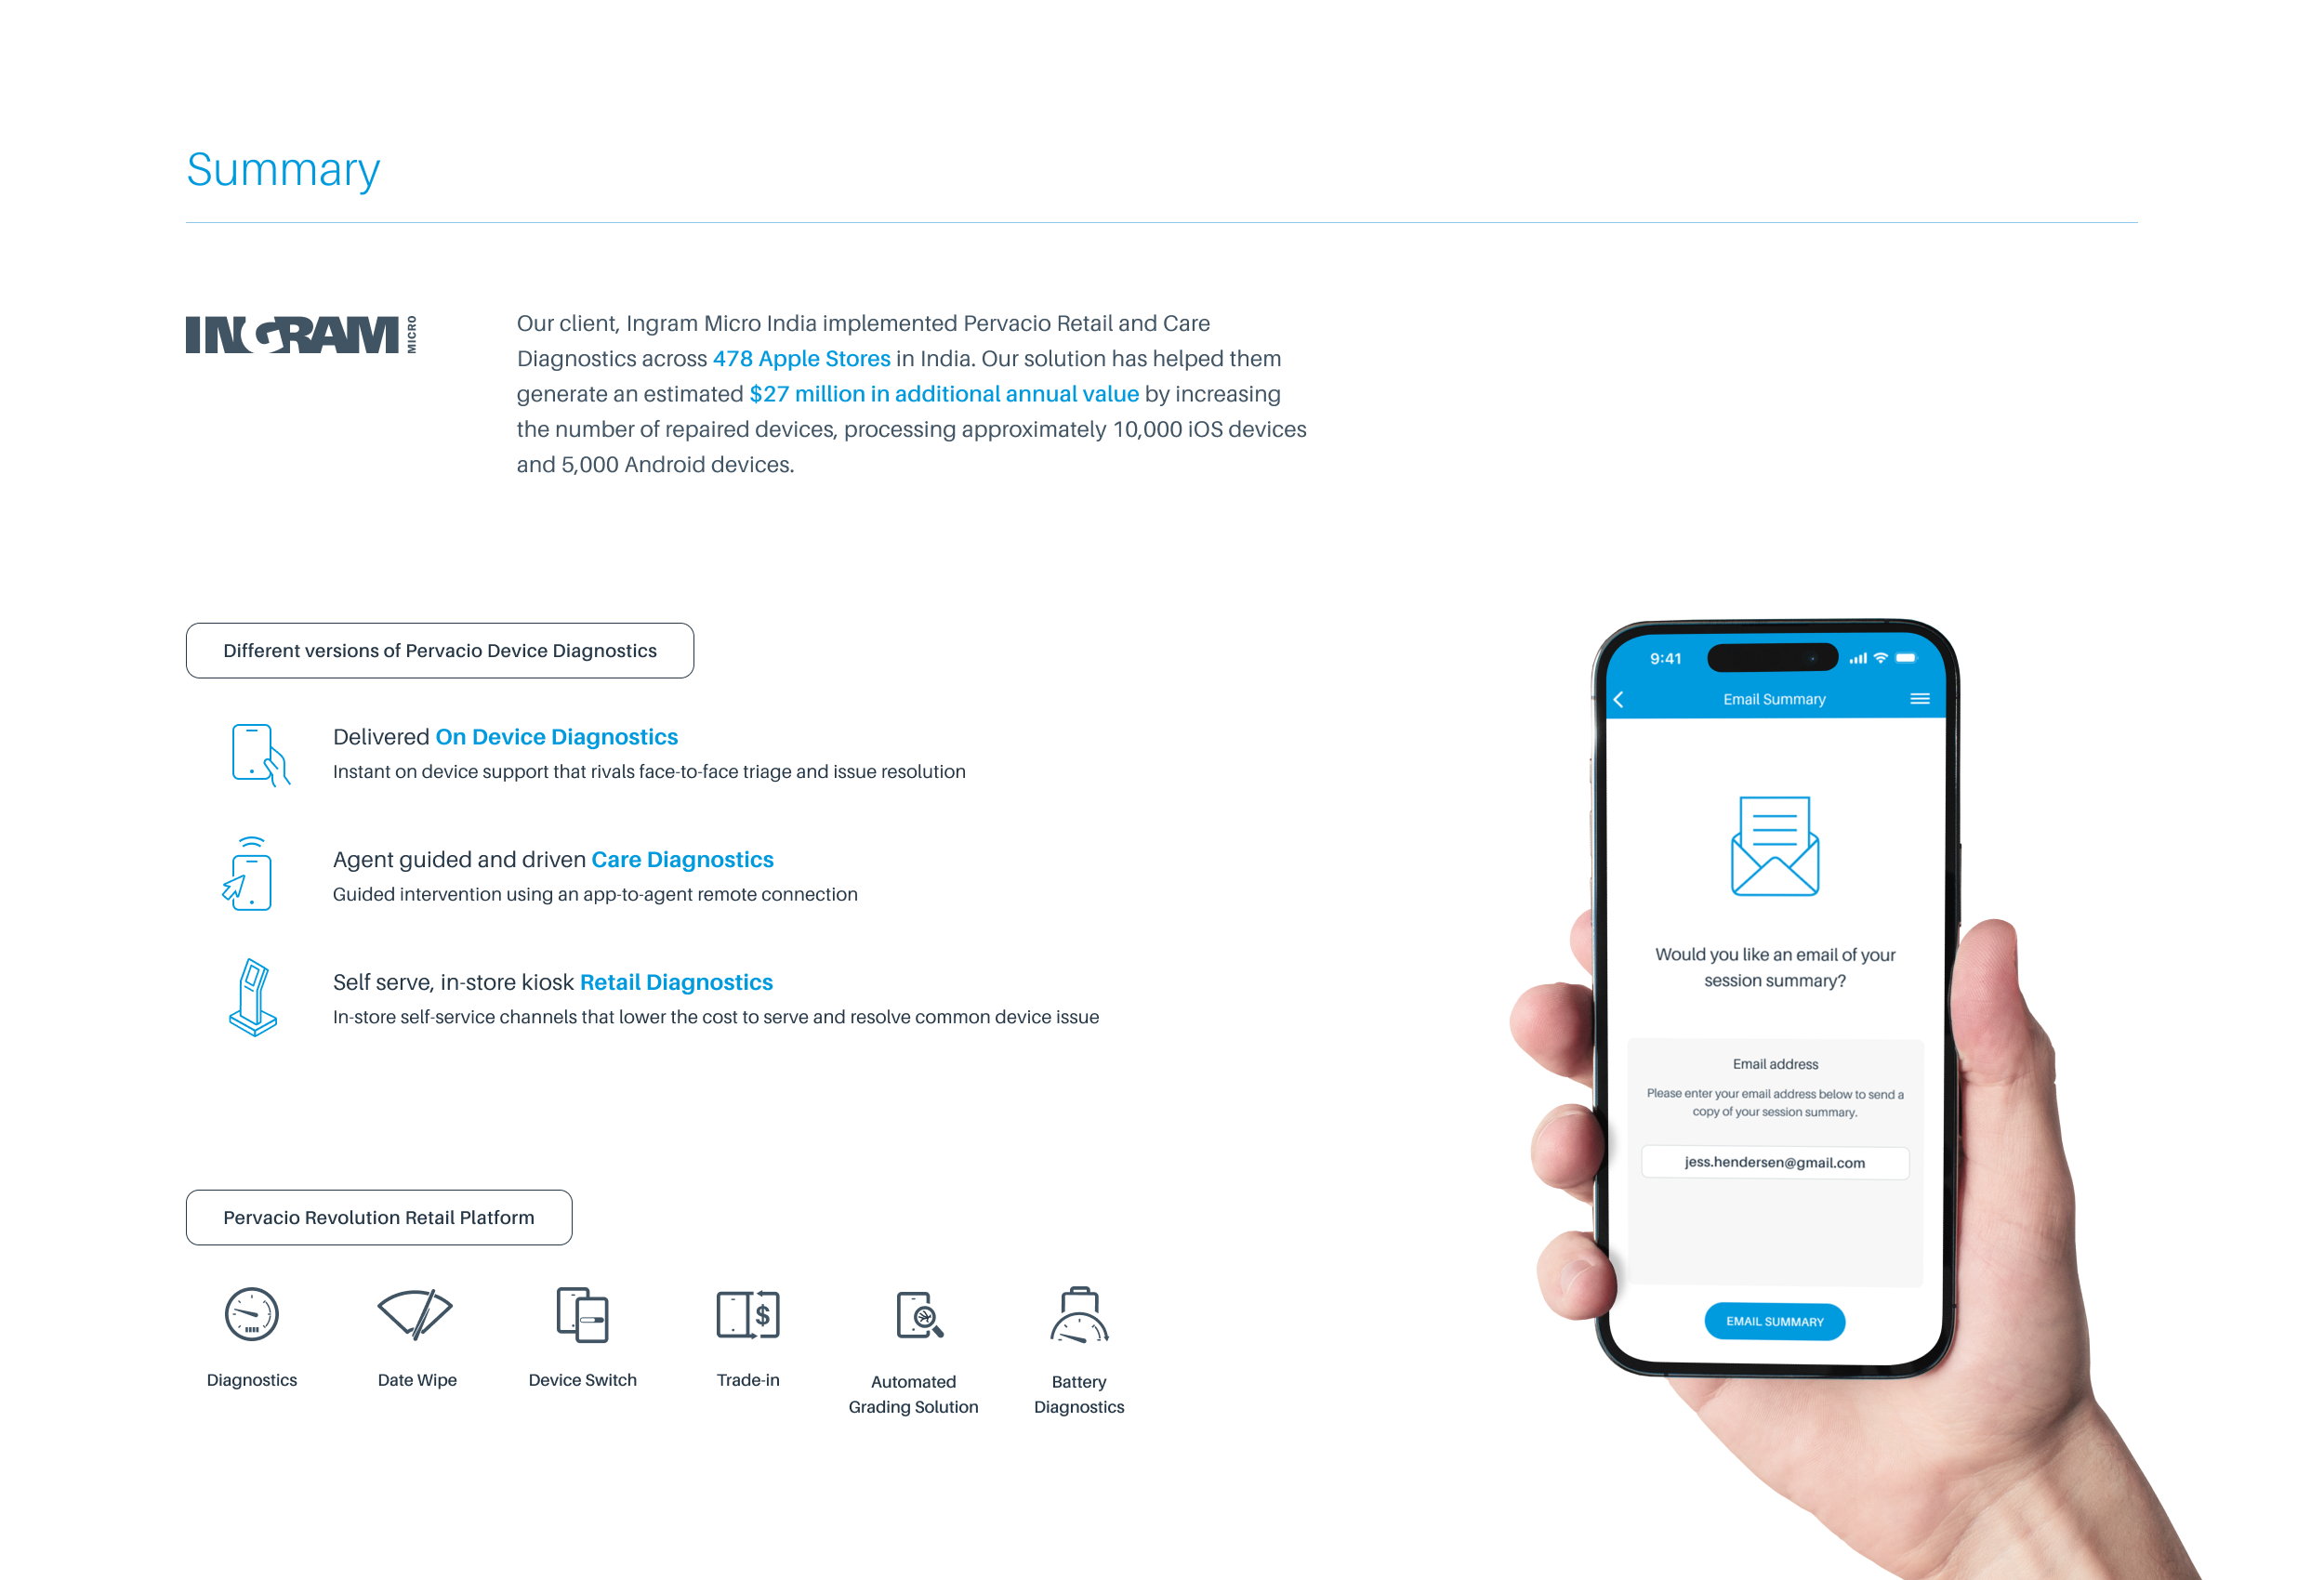 Summary
INGRAM MICRO
Our client, Ingram Micro India implemented Pervacio Retail and Care
Diagnostics across 478 Apple Stores in India. Our solution has helped them
generate an estimated $27 million in additional annual value by increasing
the number of repaired devices, processing approximately 10,000 iOS devices
and 5,000 Android devices.
Different versions of Pervacio Device Diagnostics
Delivered On Device Diagnostics
Instant on device support that rivals face-to-face triage and issue resolution
Agent guided and driven Care Diagnostics
Guided intervention using an app-to-agent remote connection
Self serve, in-store kiosk Retail Diagnostics
In-store self-service channels that lower the cost to serve and resolve common device issue
Pervacio Revolution Retail Platform
Diagnostics
Date Wipe
Device Switch
$
Trade-in
Automated
Grading Solution
Battery
Diagnostics
9:41
Email Summary
Would you like an email of your
session summary?
Email address
Please enter your email address below to send a
copy of your session summary.
jess.hendersen@gmail.com
EMAIL SUMMARY